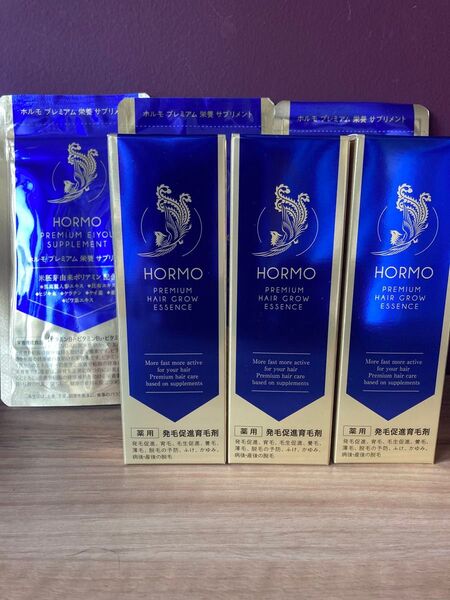 ホルモ プレミアム 栄養 サプリメント
HORMO
PREMIUM EIYOU
SUPPLEMENT
ホルモ プレミアム 栄養 サプリ
米胚芽由来ポリアミン配合
ホルモ プレミアム 栄養 サプリメント
ホルモ プレミアム 栄養 サプリメント
HORMO
PREMIUM
HAIR GROW
ESSENCE
More fast more active
for your hair
Premium hair care
based on supplements
薬用 発毛促進育毛剤
発毛促進、育毛、毛生促進、養毛、
薄毛、脱毛の予防、ふけ、かゆみ、
病後・産後の脱毛
HORMO
PREMIUM
HAIR GROW
ESSENCE
More fast more active
for your hair
Premium hair care
based on supplements
薬用 発毛促進育毛剤
発毛促進、育毛、毛生促進、養毛、
薄毛、脱毛の予防、ふけ、かゆみ、
病後・産後の脱毛
HORMO
PREMIUM
HAIR GROW
ESSENCE
More fast more active
for your hair
Premium hair care
based on supplements
薬用 発毛促進育毛剤
発毛促進、育毛、毛生促進、養毛、
薄毛、脱毛の予防、ふけ、かゆみ、
病後・産後の脱毛